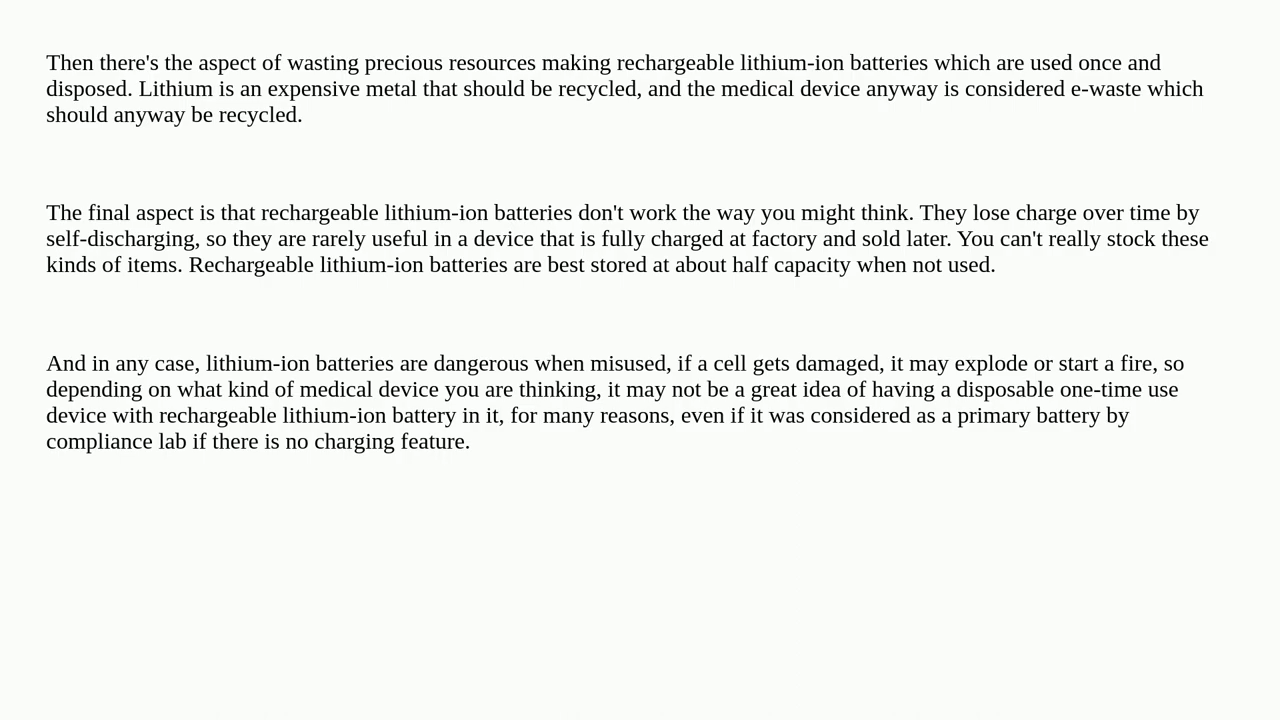 Then there's the aspect of wasting precious resources making rechargeable lithium-ion batteries which are used once and
disposed. Lithium is an expensive metal that should be recycled, and the medical device anyway is considered e-waste which
should anyway be recycled.
The final aspect is that rechargeable lithium-ion batteries don't work the way you might think. They lose charge over time by
self-discharging, so they are rarely useful in a device that is fully charged at factory and sold later. You can't really stock these
kinds of items. Rechargeable lithium-ion batteries are best stored at about half capacity when not used.
And in any case, lithium-ion batteries are dangerous when misused, if a cell gets damaged, it may explode or start a fire, so
depending on what kind of medical device you are thinking, it may not be a great idea of having a disposable one-time use
device with rechargeable lithium-ion battery in it, for many reasons, even if it was considered as a primary battery by
compliance lab if there is no charging feature.